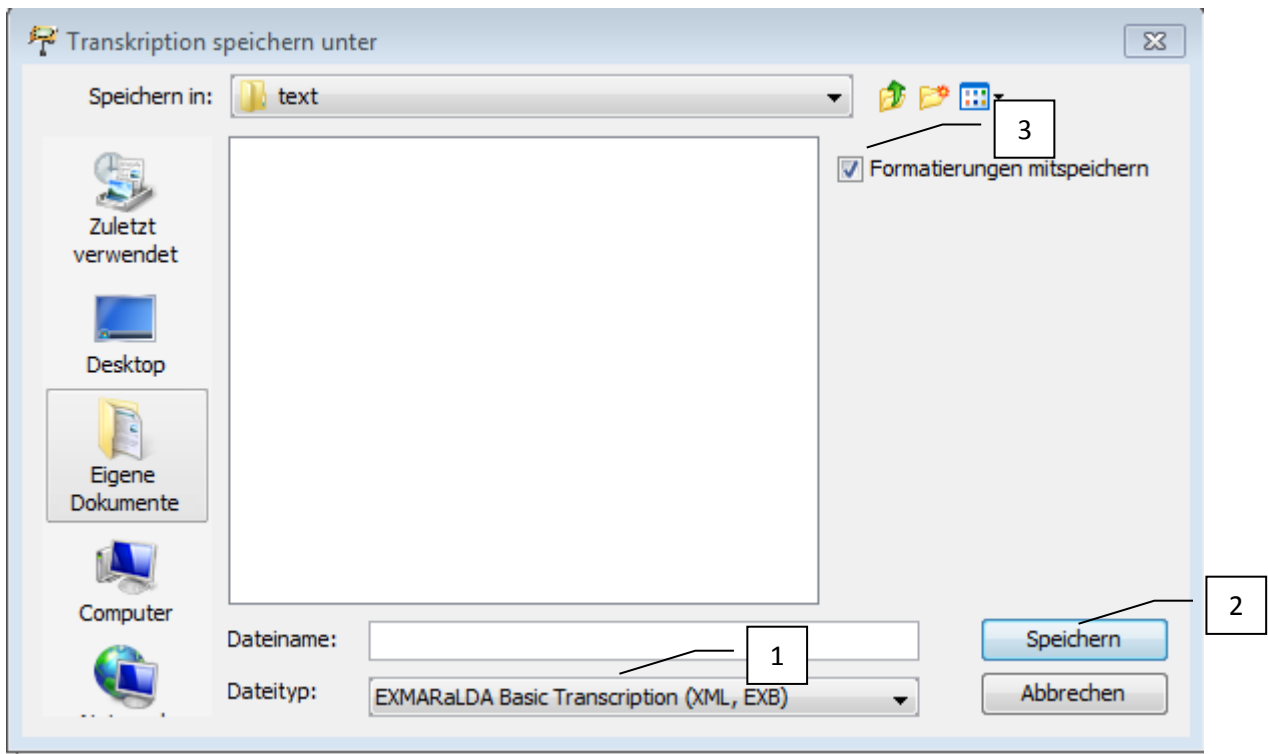 Transkription speichern unter
Speichern in:
text
3
Formatierungen mitspeichern
Zuletzt
verwendet
Desktop
Eigene
Dokumente
Computer
2
Dateiname:
1
Speichern
Dateityp:
EXMARaLDA Basic Transcription (XML, EXB)
Abbrechen